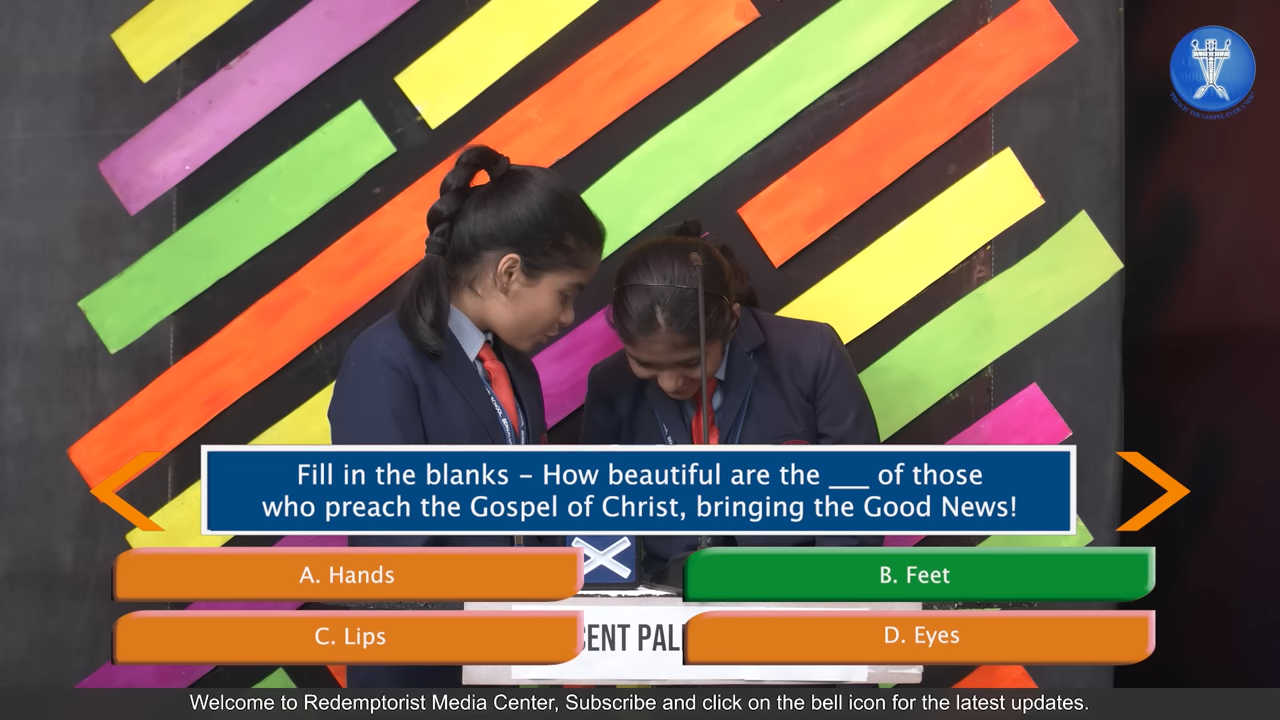 Fill in the blanks – How beautiful are the ___ of those
who preach the Gospel of Christ, bringing the Good News!
A. Hands
B. Feet
C. Lips
D. Eyes
CENT PAL
Welcome to Redemptorist Media Center, Subscribe and click on the bell icon for the latest updates.